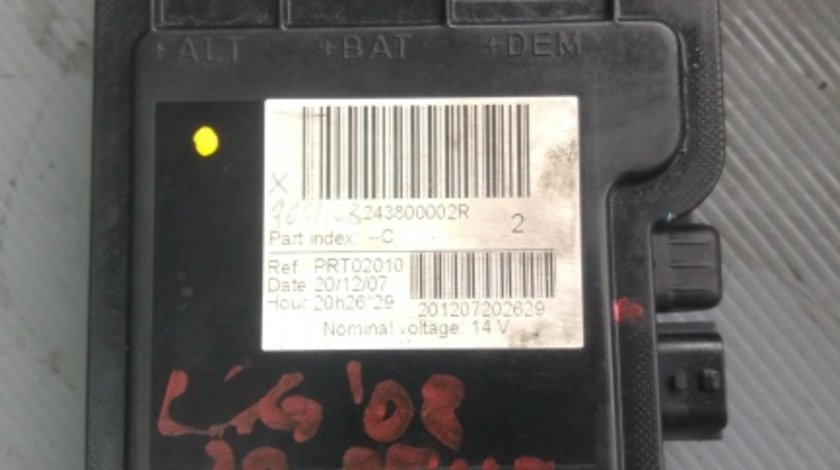 +ALT +BAT +DEM
X
243800002R
2
Part index: --C
Ref PRT02010
Date 20/12/07
Hour 20h26'29
201207202629
Nominal voltage: 14 V
'08